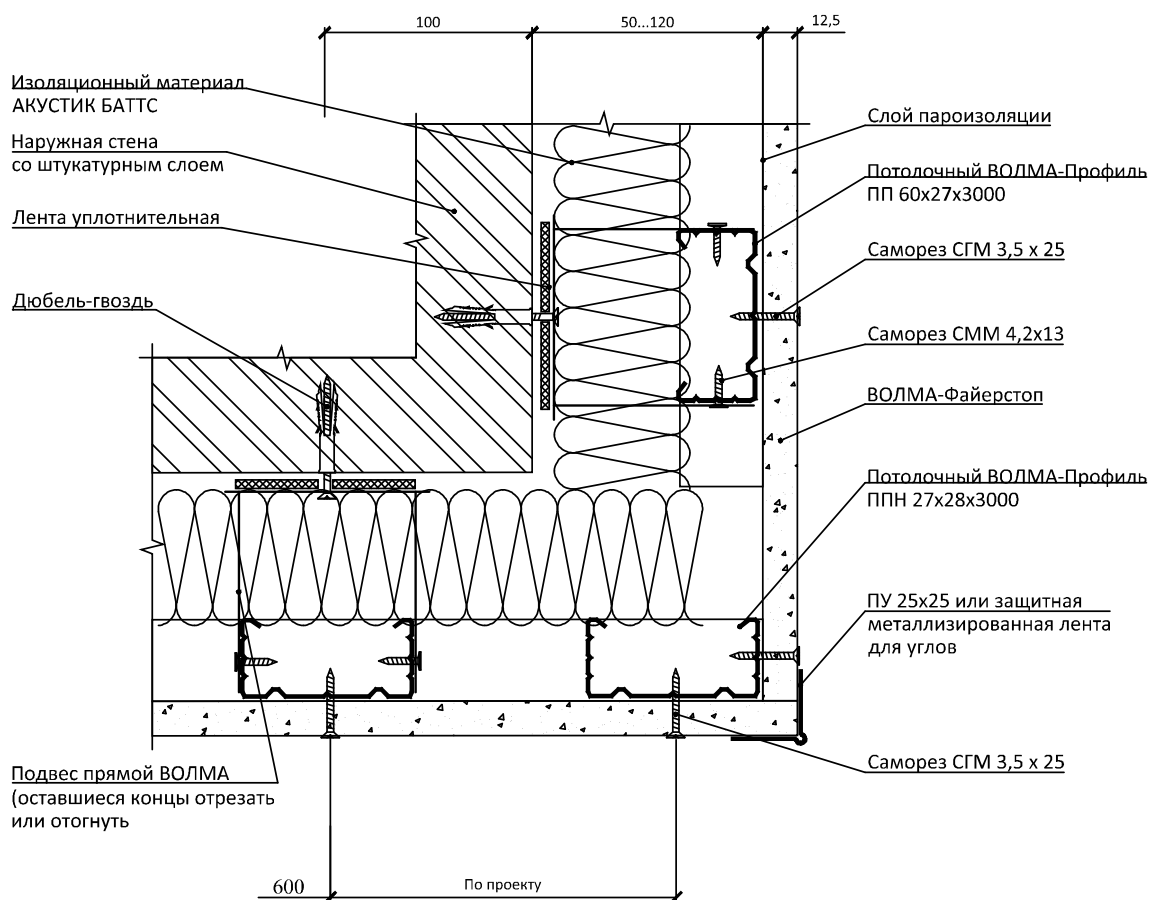 100
50...120
12,5
Изоляционный материал
АКУСТИК БАТТС
Наружная стена
со штукатурным слоем
Лента уплотнительная
Дюбель-гвоздь
Слой пароизоляции
Потолочный ВОЛМА-Профиль
ПП 60х27х3000
Саморез СГМ 3,5 х 25
Саморез СММ 4,2х13
ВОЛМА-Файерстоп
Потолочный ВОЛМА-Профиль
ППН 27х28х3000
ПУ 25х25 или защитная
металлизированная лента
для углов
Саморез СГМ 3,5 х 25
Подвес прямой ВОЛМА
(оставшиеся концы отрезать
или отогнуть
600
По проекту